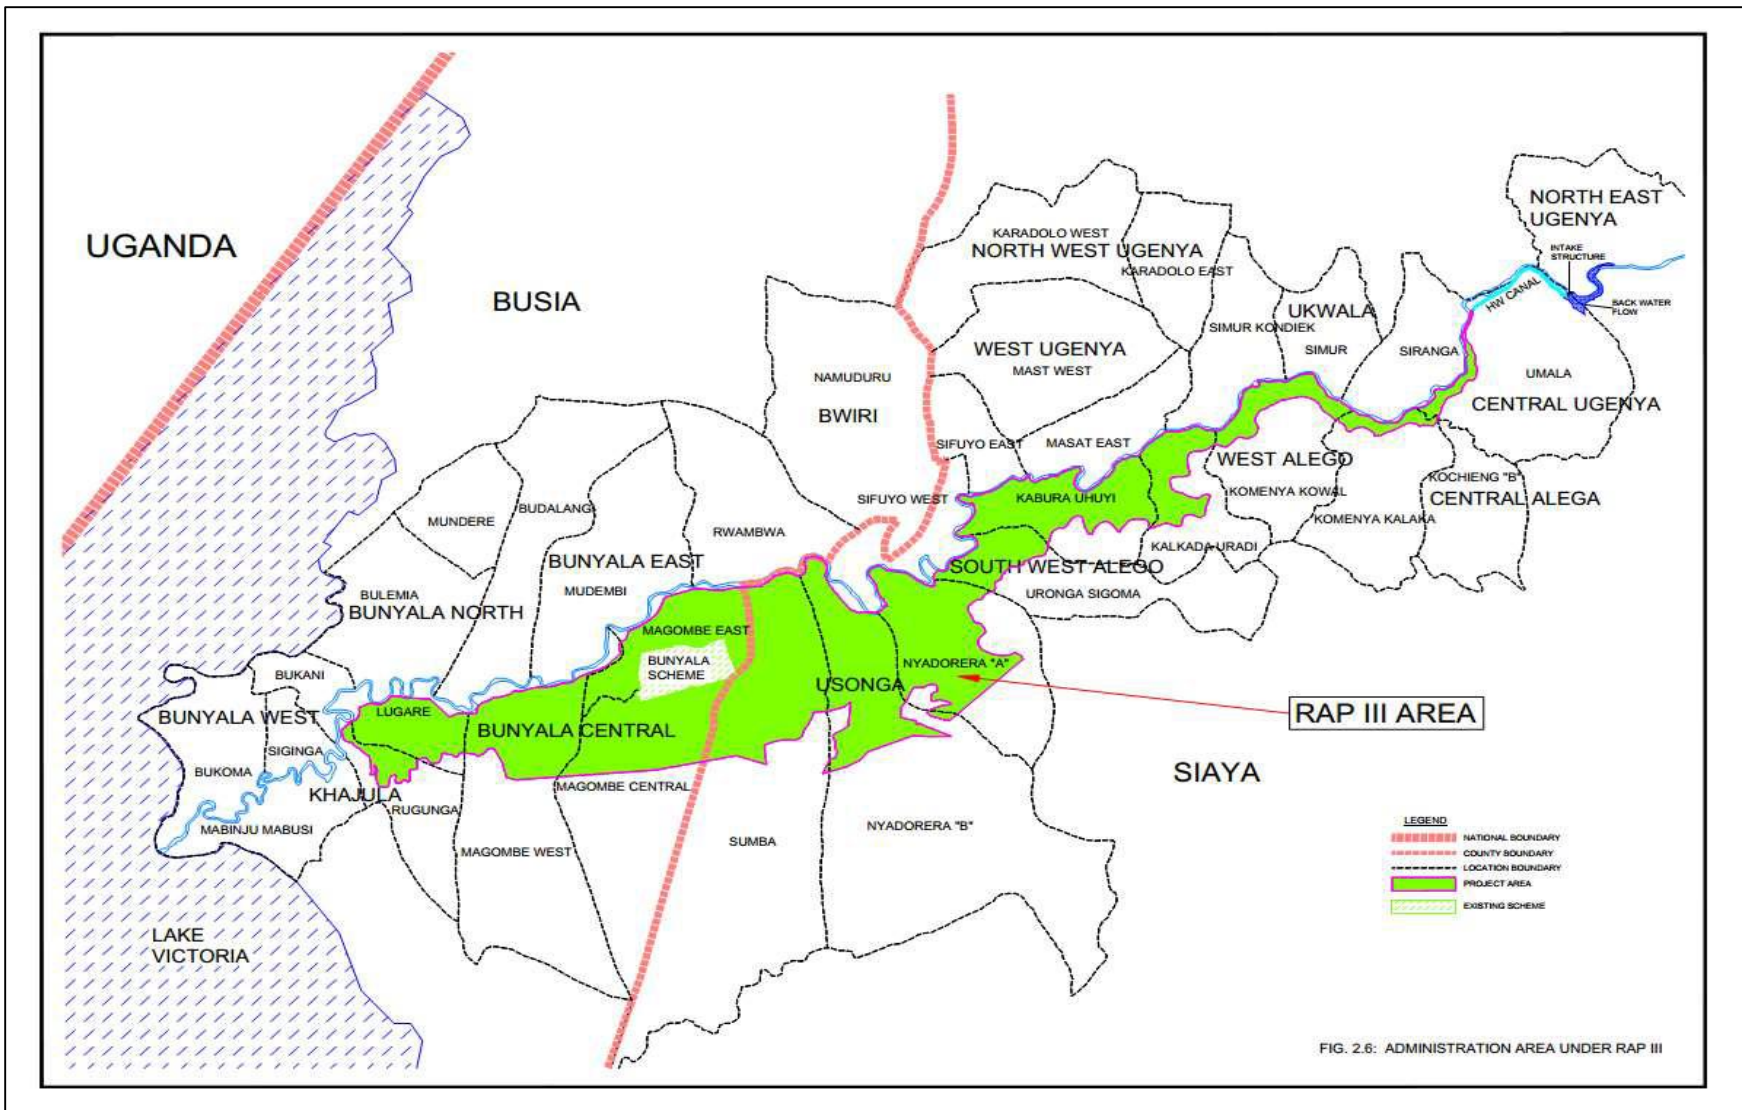 UGANDA
BUSIA
NORTH EAST
UGENYA
INTAKE
STRUCTURE
HW CANAL
BACK WATER
FLOW
KARADOLO WEST
NORTH WEST UGENYA
KARADOLO EAST
UKWALA
SIMUR KONDIEK
SIMUR
SIRANGA
WEST UGENYA
MAST WEST
UMALA
CENTRAL UGENYA
NAMUDURU
BWIRI
SIFUYO EAST
MASAT EAST
WEST ALEGO
SIFUYO WEST
KABURA UHUYI
KOMENYA KOWAL
KOCHIENG "B"
CENTRAL ALEGA
KOMENYA KALAKA
MUNDERE
BUDALANG
RWAMBWA
KALKADA URADI
BUNYALA EAST
SOUTH WEST ALEGO
MUDEMBI
URONGA SIGOMA
BULEMIA
BUNYALA NORTH
MAGOMBE EAST
BUNYALA
SCHEME
NYADORERA "A"
USONGA
BUKANI
BUNYALA WEST
LUGARE
BUNYALA CENTRAL
RAP III AREA
SIGINGA
BUKOMA
KHAJULA
RUGUNGA
MAGOMBE CENTRAL
SIAYA
MABINJU MABUSI
MAGOMBE WEST
SUMBA
NYADORERA "B"
LEGEND
NATIONAL BOUNDARY
COUNTY BOUNDARY
LOCATION BOUNDARY
PROJECT AREA
EXISTING SCHEME
LAKE
VICTORIA
FIG. 2.6: ADMINISTRATION AREA UNDER RAP III